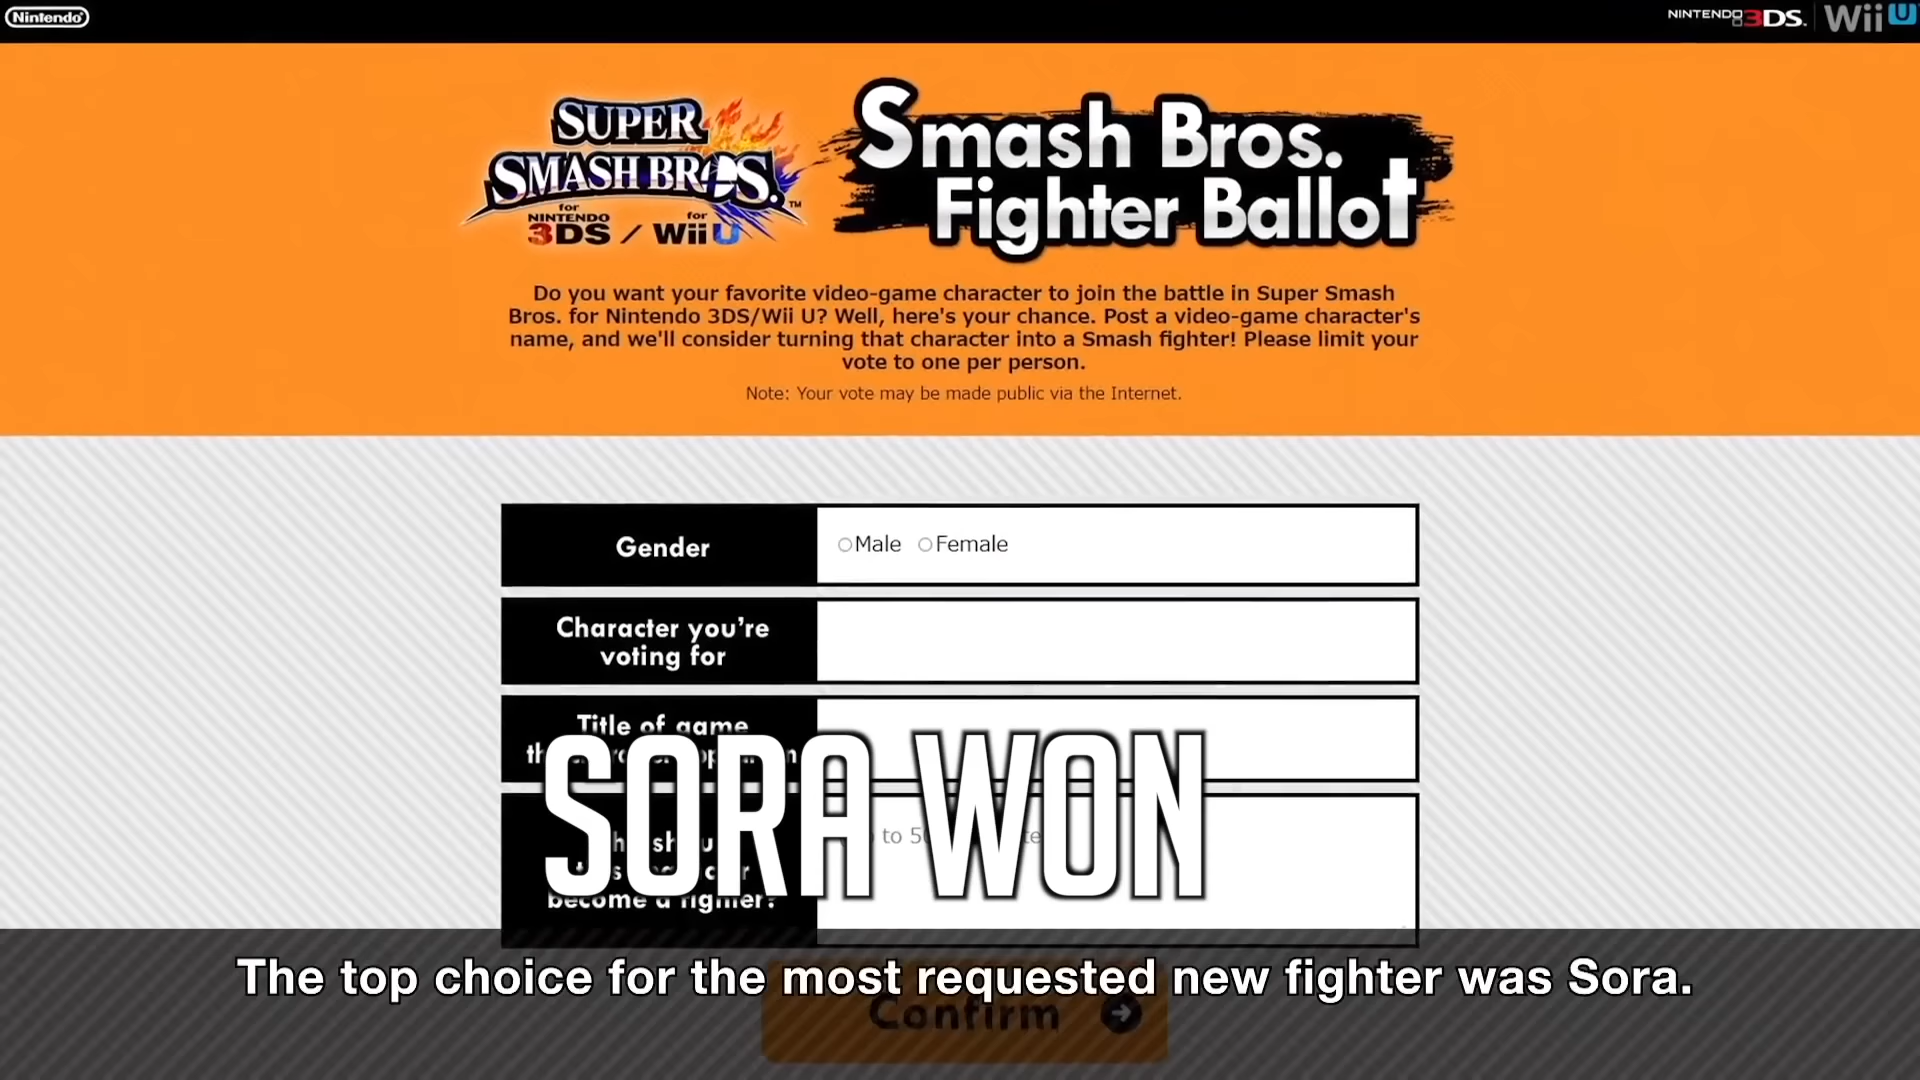 Nintendo
NINTENDO 3DS. Wii U
SUPER
SMASH BROS.
for NINTENDO 3DS / for Wii U
TM
Smash Bros.
Fighter Ballot
Do you want your favorite video-game character to join the battle in Super Smash
Bros. for Nintendo 3DS/Wii U? Well, here's your chance. Post a video-game character's
name, and we'll consider turning that character into a Smash fighter! Please limit your
vote to one per person.
Note: Your vote may be made public via the Internet.
Gender
Male Female
Character you're
voting for
Title of game
SORA WON
to
become a fighter?
The top choice for the most requested new fighter was Sora.
Confirm